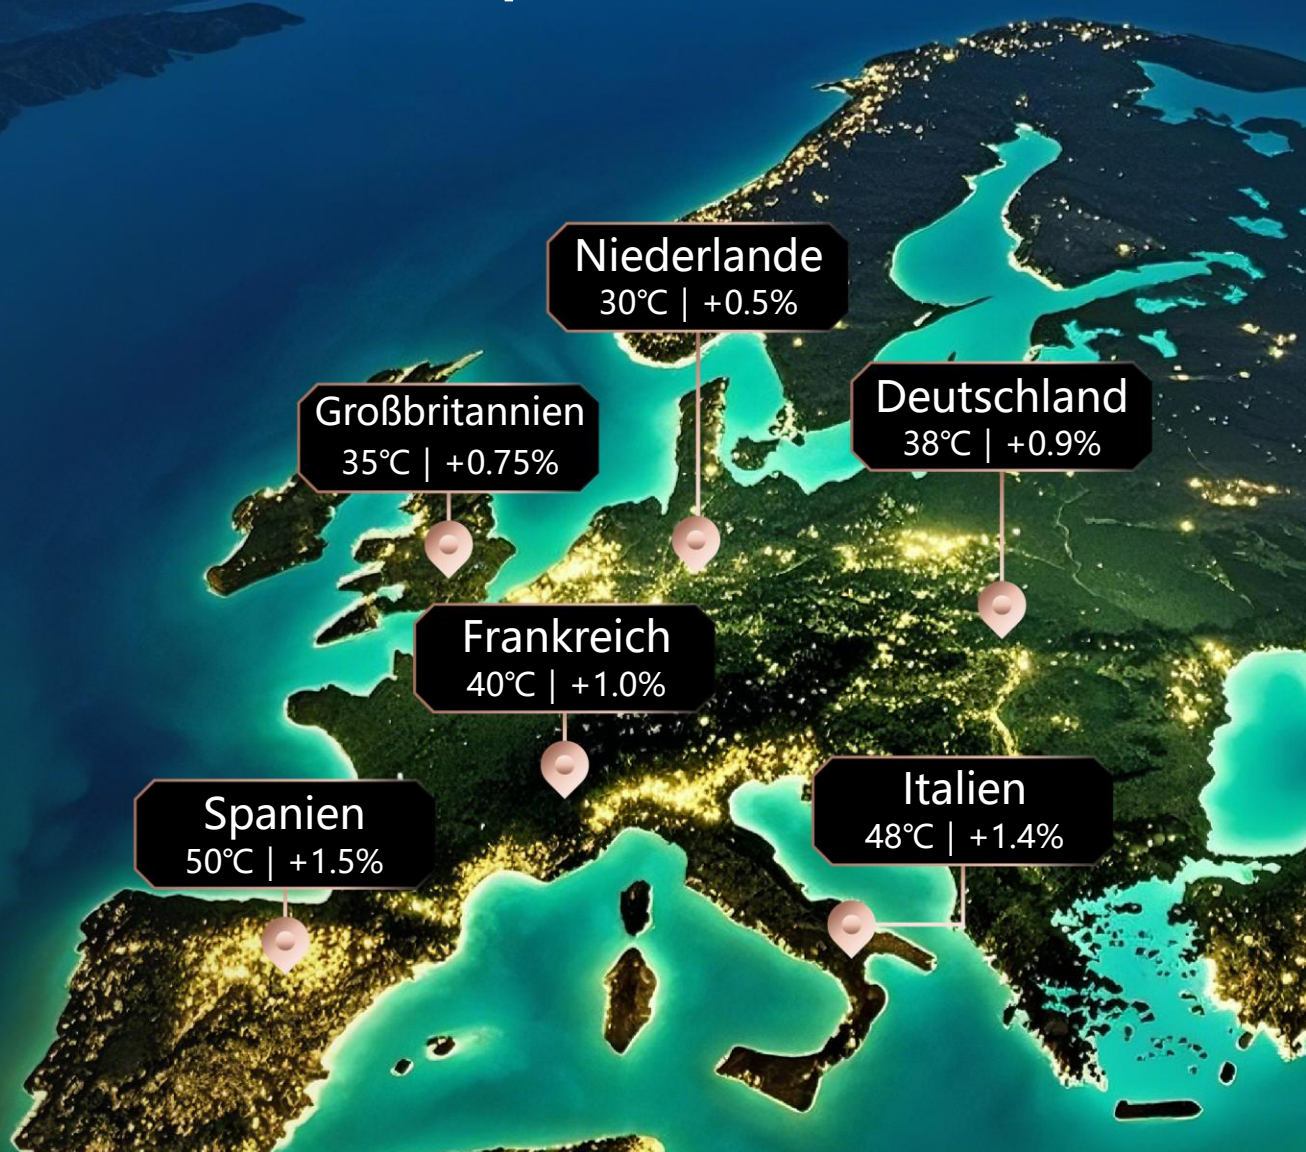 Niederlande
30℃ | +0.5%
Großbritannien
35℃ | +0.75%
Deutschland
38℃ | +0.9%
Frankreich
40℃ | +1.0%
Italien
48℃ | +1.4%
Spanien
50℃ | +1.5%